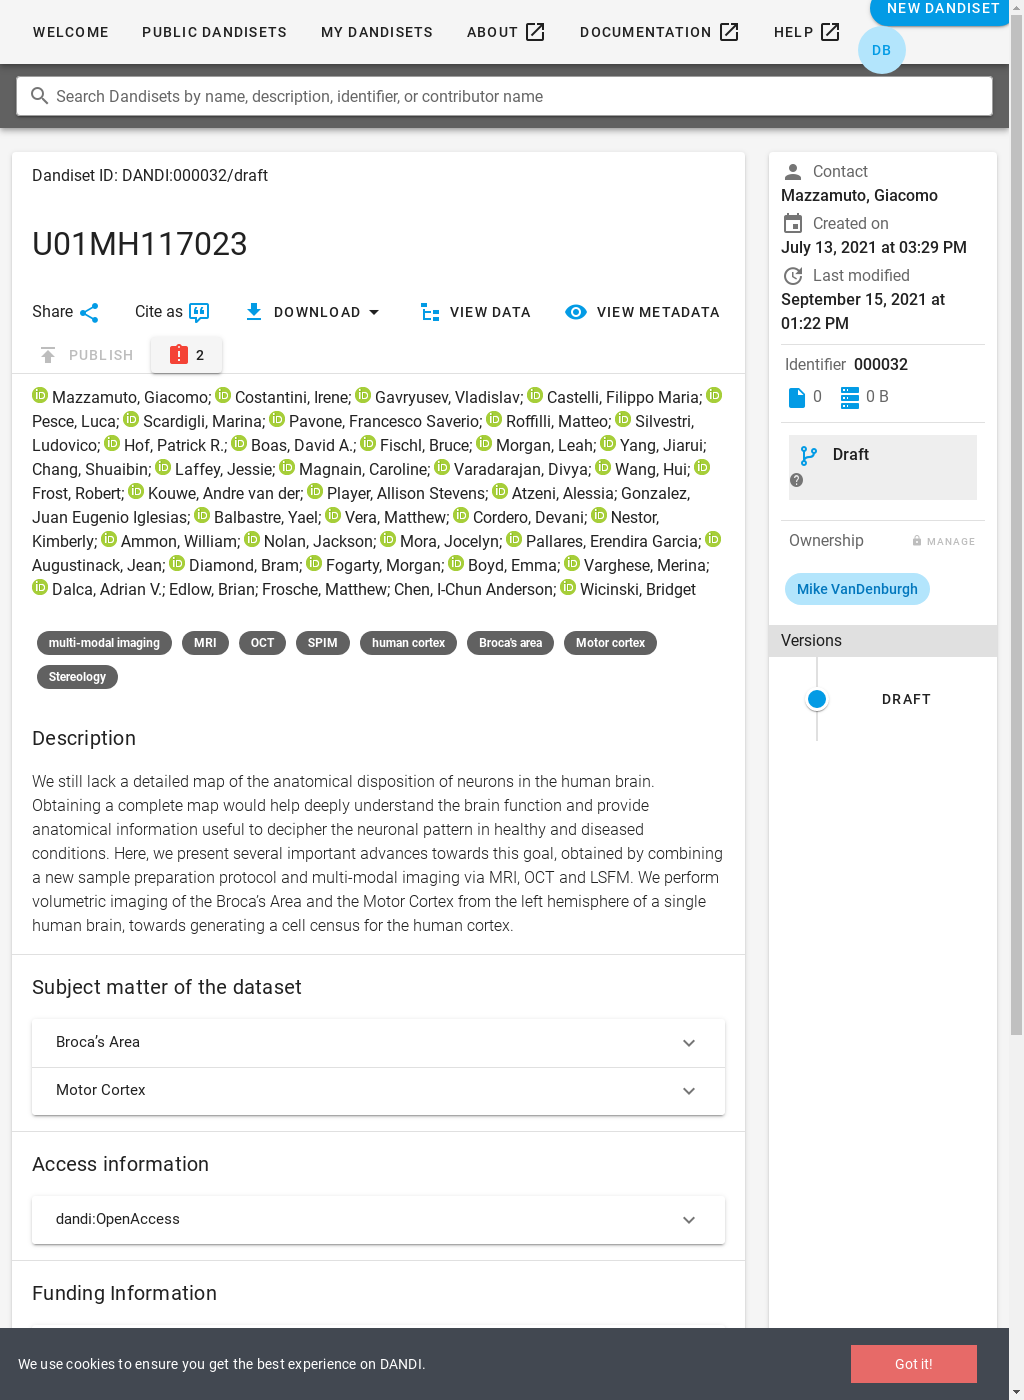 NEW DANDISET
WELCOME PUBLIC DANDISETS MY DANDISETS ABOUT DOCUMENTATION HELP
DB
Search Dandisets by name, description, identifier, or contributor name
Dandiset ID: DANDI:000032/draft
U01MH117023
Share Cite as DOWNLOAD VIEW DATA VIEW METADATA
PUBLISH 2
Mazzamuto, Giacomo; Costantini, Irene; Gavryusev, Vladislav; Castelli, Filippo Maria;
Pesce, Luca; Scardigli, Marina; Pavone, Francesco Saverio; Roffilli, Matteo; Silvestri,
Ludovico; Hof, Patrick R.; Boas, David A.; Fischl, Bruce; Morgan, Leah; Yang, Jiarui;
Chang, Shuaibin; Laffey, Jessie; Magnain, Caroline; Varadarajan, Divya; Wang, Hui;
Frost, Robert; Kouwe, Andre van der; Player, Allison Stevens; Atzeni, Alessia; Gonzalez,
Juan Eugenio Iglesias; Balbastre, Yael; Vera, Matthew; Cordero, Devani; Nestor,
Kimberly; Ammon, William; Nolan, Jackson; Mora, Jocelyn; Pallares, Erendira Garcia;
Augustinack, Jean; Diamond, Bram; Fogarty, Morgan; Boyd, Emma; Varghese, Merina;
Dalca, Adrian V.; Edlow, Brian; Frosche, Matthew; Chen, I-Chun Anderson; Wicinski, Bridget
multi-modal imaging MRI OCT SPIM human cortex Broca's area Motor cortex
Stereology
Description
We still lack a detailed map of the anatomical disposition of neurons in the human brain.
Obtaining a complete map would help deeply understand the brain function and provide
anatomical information useful to decipher the neuronal pattern in healthy and diseased
conditions. Here, we present several important advances towards this goal, obtained by combining
a new sample preparation protocol and multi-modal imaging via MRI, OCT and LSFM. We perform
volumetric imaging of the Broca’s Area and the Motor Cortex from the left hemisphere of a single
human brain, towards generating a cell census for the human cortex.
Subject matter of the dataset
Broca’s Area
Motor Cortex
Access information
dandi:OpenAccess
Funding Information
Contact
Mazzamuto, Giacomo
Created on
July 13, 2021 at 03:29 PM
Last modified
September 15, 2021 at
01:22 PM
Identifier 000032
0 0 B
Draft
Ownership MANAGE
Mike VanDenburgh
Versions
DRAFT
We use cookies to ensure you get the best experience on DANDI.
Got it!